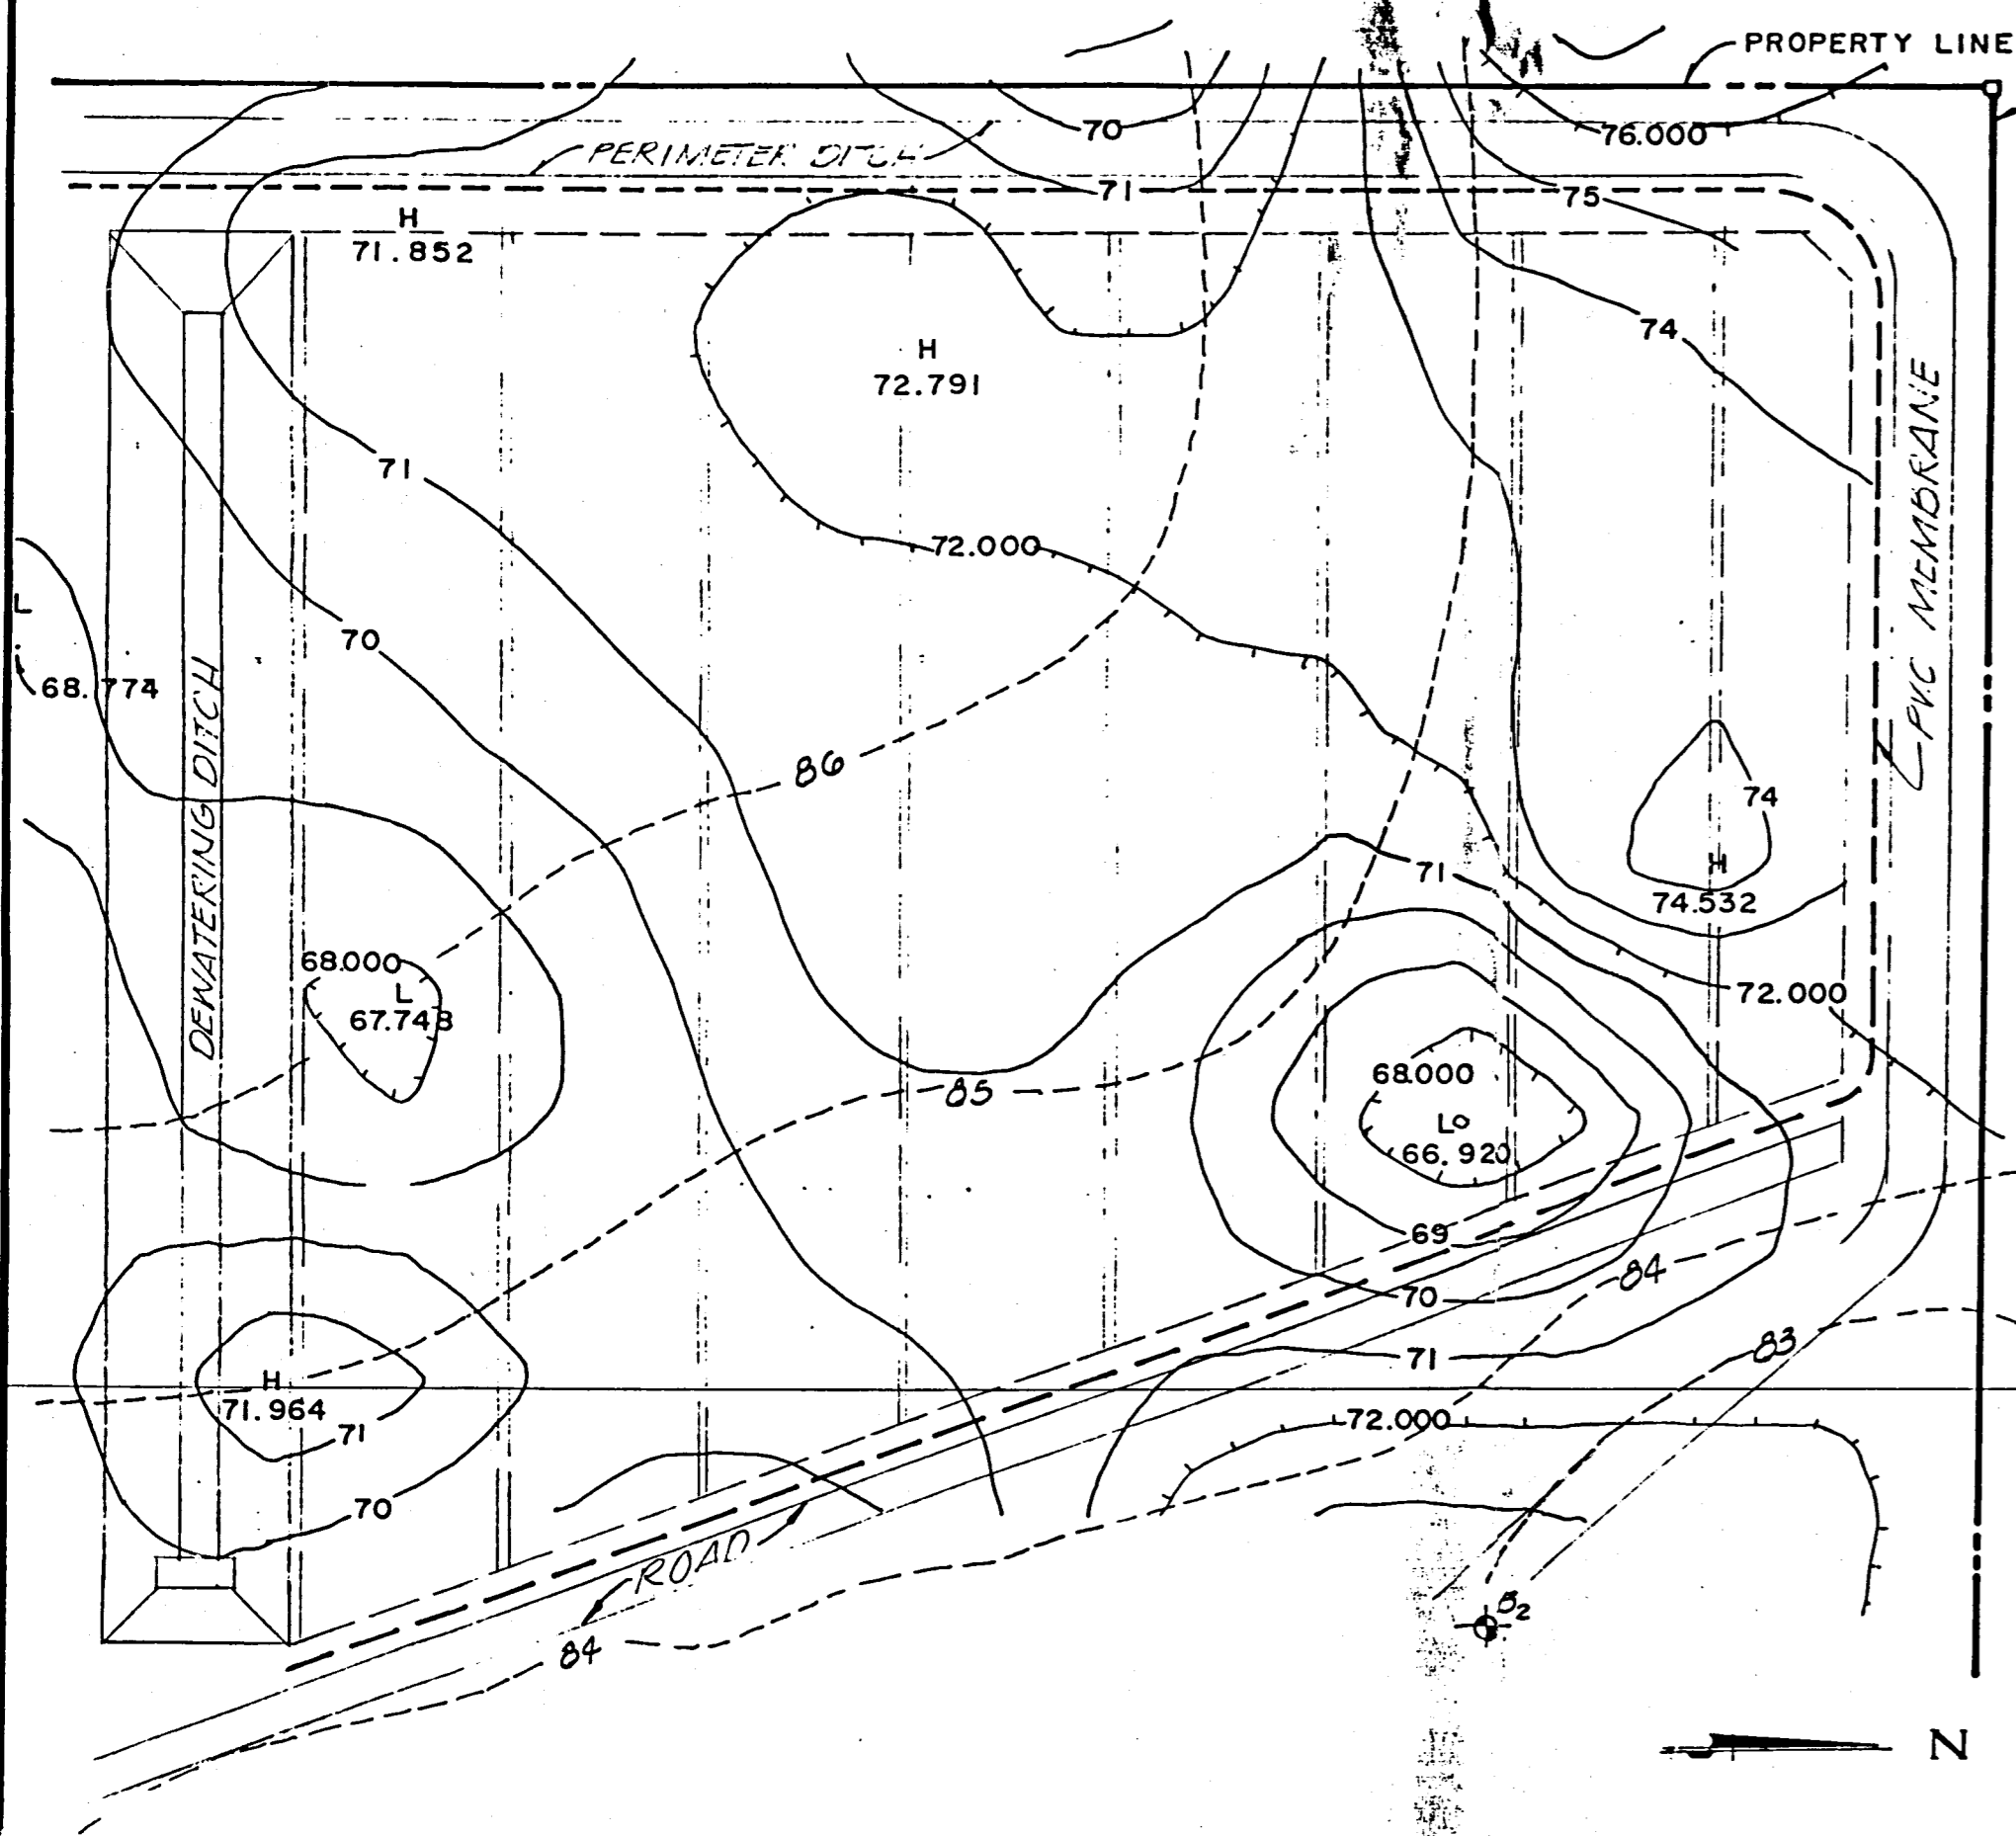 PROPERTY LINE
70
76.000
PERIMETER DITCH
71
75
H
71.852
74
H
72.791
PVC MEMBRANE
71
72.000
L
70
68.774
DEWATERING DITCH
86
74
71
H
74.532
68.000
L
67.748
72.000
85
68.000
LO
66.920
69
84
70
83
71
H
71.964
72.000
71
70
ROAD
B2
84
N